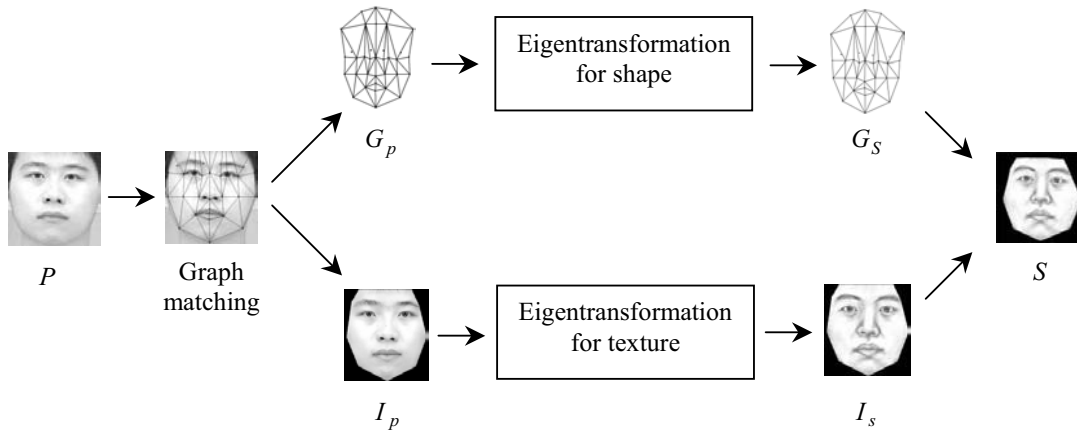 Eigentransformation
for shape
G_p
G_S
P
Graph
matching
S
Eigentransformation
for texture
I_p
I_s